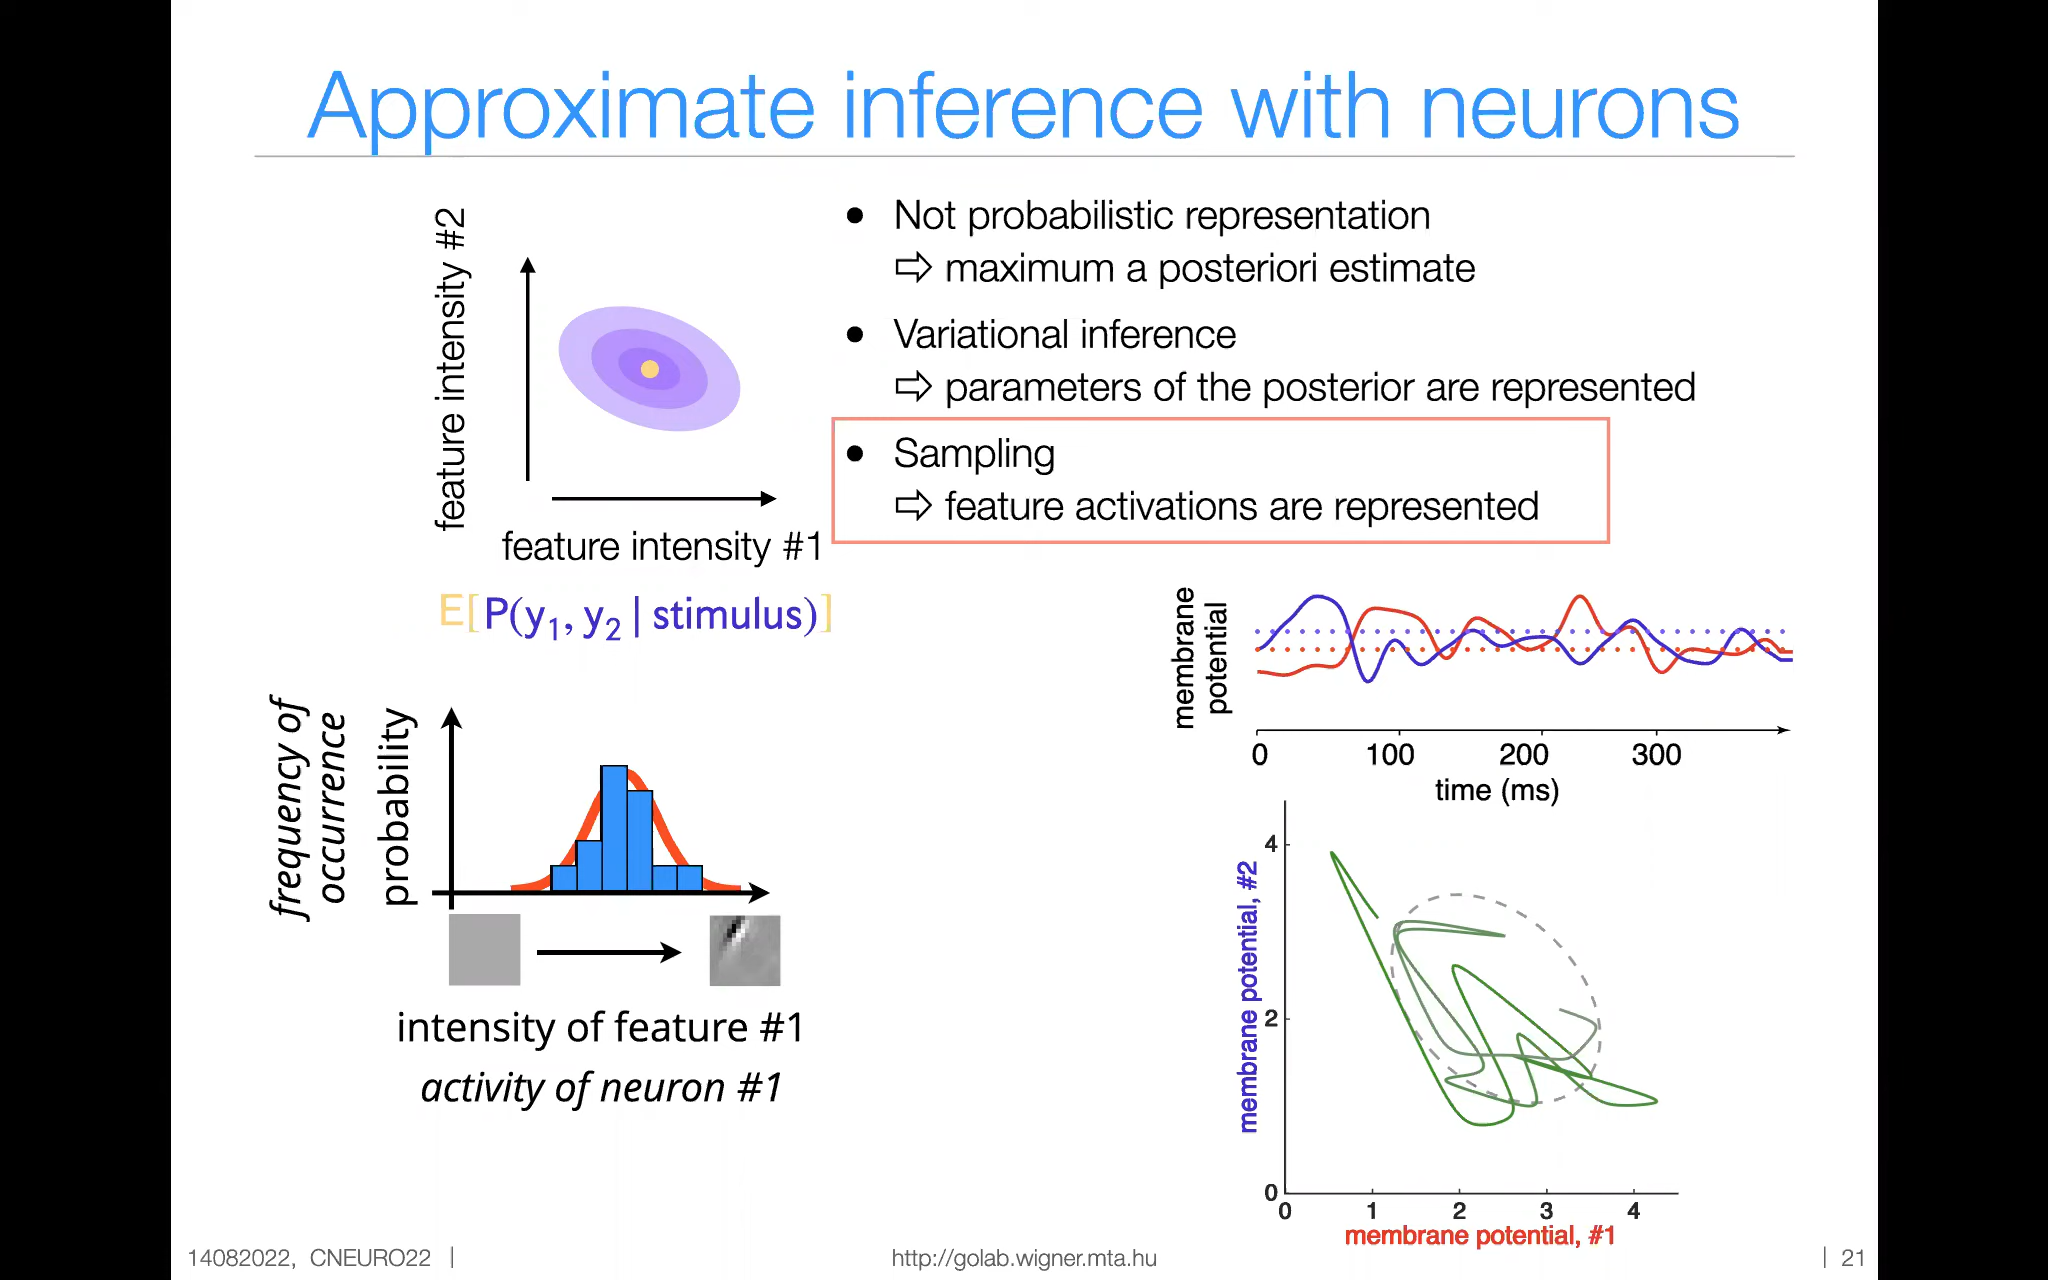 Approximate inference with neurons
feature intensity #2
feature intensity #1
E[P(y₁, y₂ | stimulus)]
● Not probabilistic representation
⇨ maximum a posteriori estimate
● Variational inference
⇨ parameters of the posterior are represented
● Sampling
⇨ feature activations are represented
frequency of
occurrence
probability
intensity of feature #1
activity of neuron #1
membrane
potential
0 100 200 300
time (ms)
membrane potential, #2
4
2
0
0 1 2 3 4
membrane potential, #1
14082022, CNEURO22 |
http://golab.wigner.mta.hu
| 21